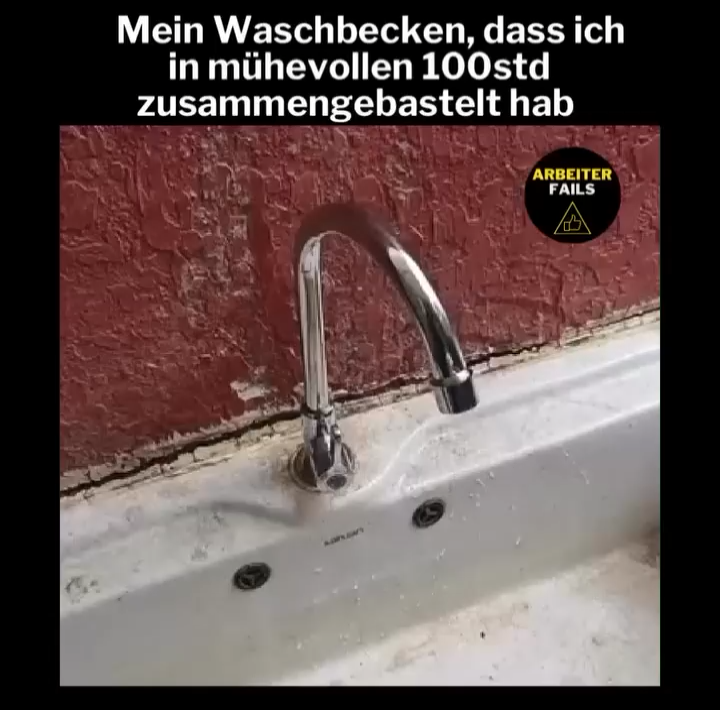 Mein Waschbecken, dass ich
in mühevollen 100std
zusammengebastelt hab
ARBEITER
FAILS